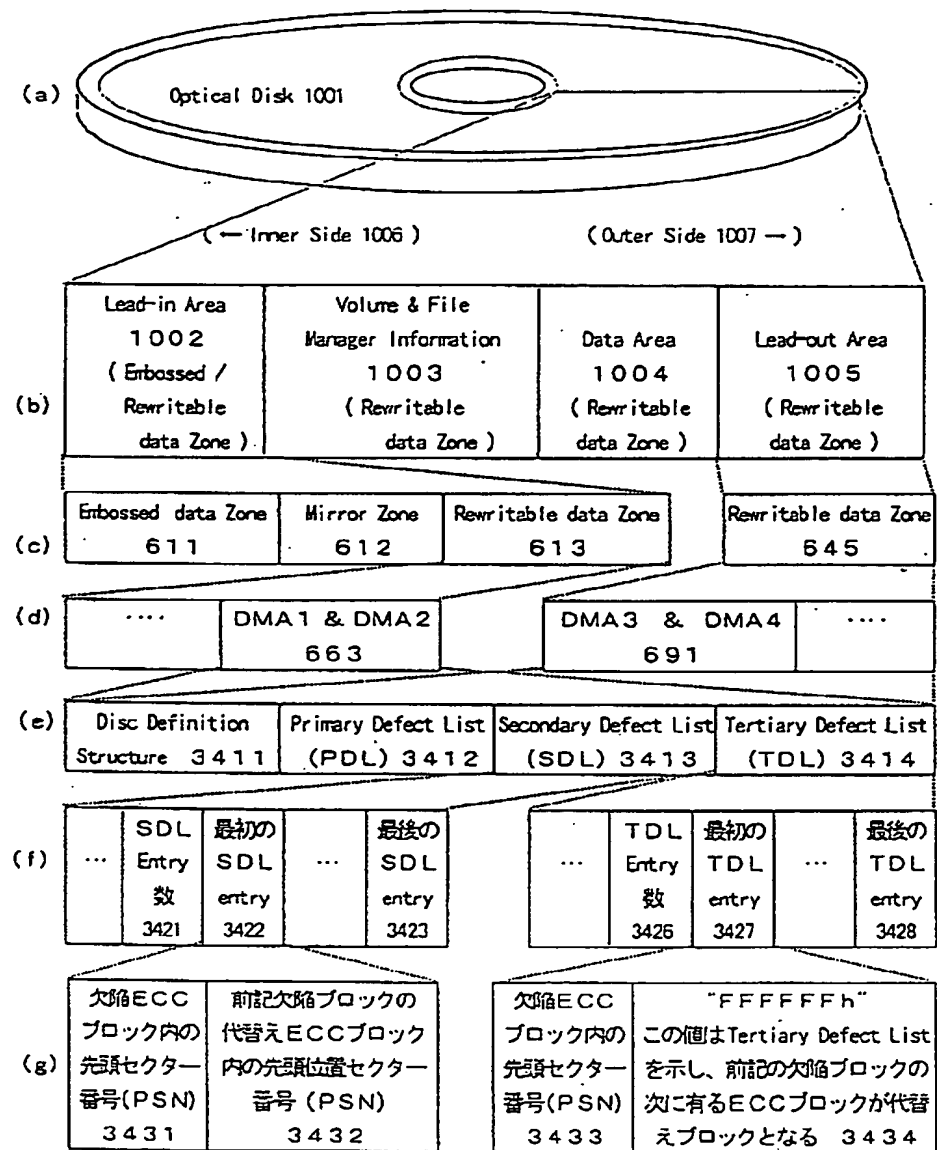 (a)
Optical Disk 1001
(← Inner Side 1006 )
(Outer Side 1007 → )
(b)
Lead-in Area
1002
( Embossed /
Rewritable
data Zone )
Volume & File
Manager Information
1003
( Rewritable
data Zone )
Data Area
1004
(Rewritable
data Zone )
Lead-out Area
1005
(Rewritable
data Zone )
(c)
Embossed data Zone
611
Mirror Zone
612
Rewritable data Zone
613
Rewritable data Zone
645
(d)
....
DMA1 & DMA2
663
DMA3 & DMA4
691
....
(e)
Disc Definition
Structure 3411
Primary Defect List
(PDL) 3412
Secondary Defect List
(SDL) 3413
Tertiary Defect List
(TDL) 3414
(f)
...
SDL
Entry
数
3421
最初の
SDL
entry
3422
...
最後の
SDL
entry
3423
...
TDL
Entry
数
3426
最初の
TDL
entry
3427
...
最後の
TDL
entry
3428
(g)
欠陥ECC
ブロック内の
先頭セクター
番号(PSN)
3431
前記欠陥ブロックの
代替えECCブロック
内の先頭位置セクター
番号 (PSN)
3432
欠陥ECC
ブロック内の
先頭セクター
番号(PSN)
3433
"FFFFFFh"
この値はTertiary Defect List
を示し、前記の欠陥ブロックの
次に有るECCブロックが代替
えブロックとなる 3434